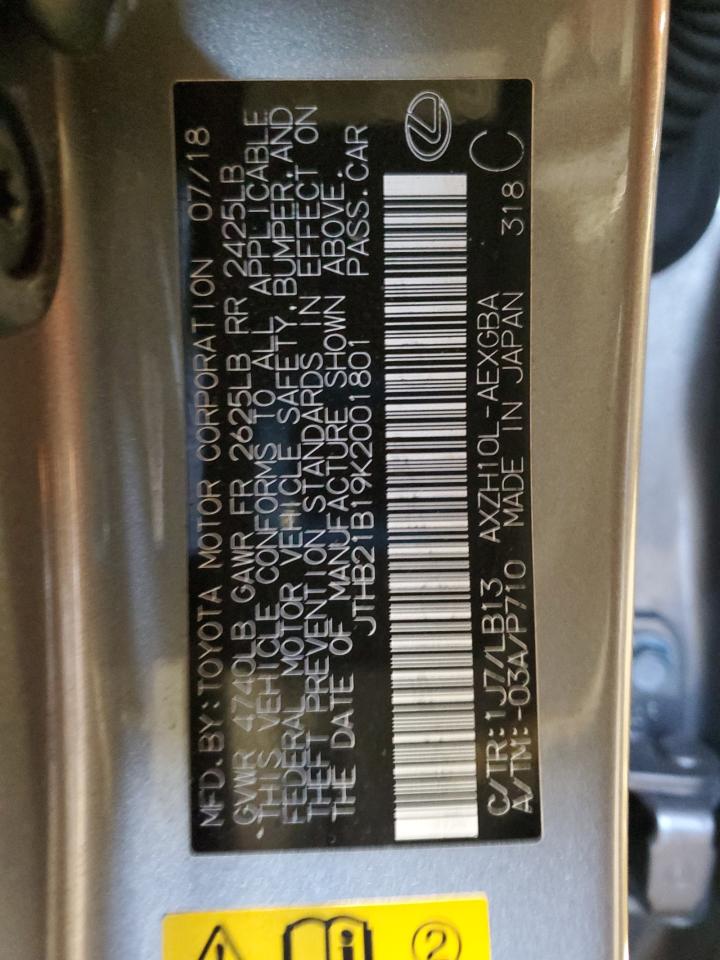 MFD.BY:TOYOTA MOTOR CORPORATION 07/18
GVWR 4740LB GAWR FR 2625LB RR 2425LB
THIS VEHICLE CONFORMS TO ALL APPLICABLE
FEDERAL MOTOR VEHICLE SAFETY,BUMPER,AND
THEFT PREVENTION STANDARDS IN EFFECT ON
THE DATE OF MANUFACTURE SHOWN ABOVE.
JTHB21B19K2001801 PASS.CAR
C/TR:1J7/LB13 AXZH10L-AEXGBA
A/TM:-03A/P710 MADE IN JAPAN 318 C
2